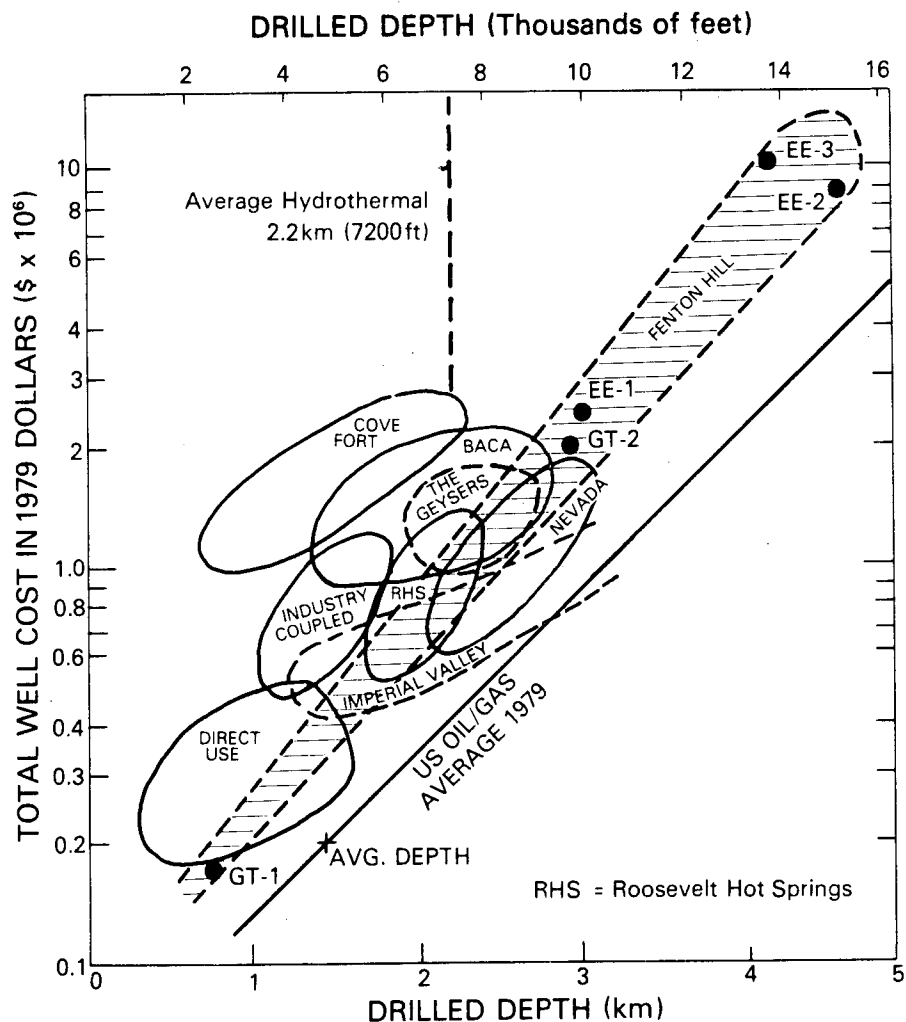 DRILLED DEPTH (Thousands of feet)
2 4 6 8 10 12 14 16
TOTAL WELL COST IN 1979 DOLLARS ($ x 10⁶)
10
8
6
4
3
2
1.0
0.8
0.6
0.4
0.3
0.2
0.1
Average Hydrothermal
2.2km (7200ft)
EE-3
EE-2
FENTON HILL
EE-1
GT-2
COVE
FORT
BACA
THE
GEYSERS
NEVADA
INDUSTRY
COUPLED
RHS
IMPERIAL VALLEY
DIRECT
USE
US OIL/GAS
AVERAGE 1979
AVG. DEPTH
GT-1
RHS = Roosevelt Hot Springs
0 1 2 3 4 5
DRILLED DEPTH (km)